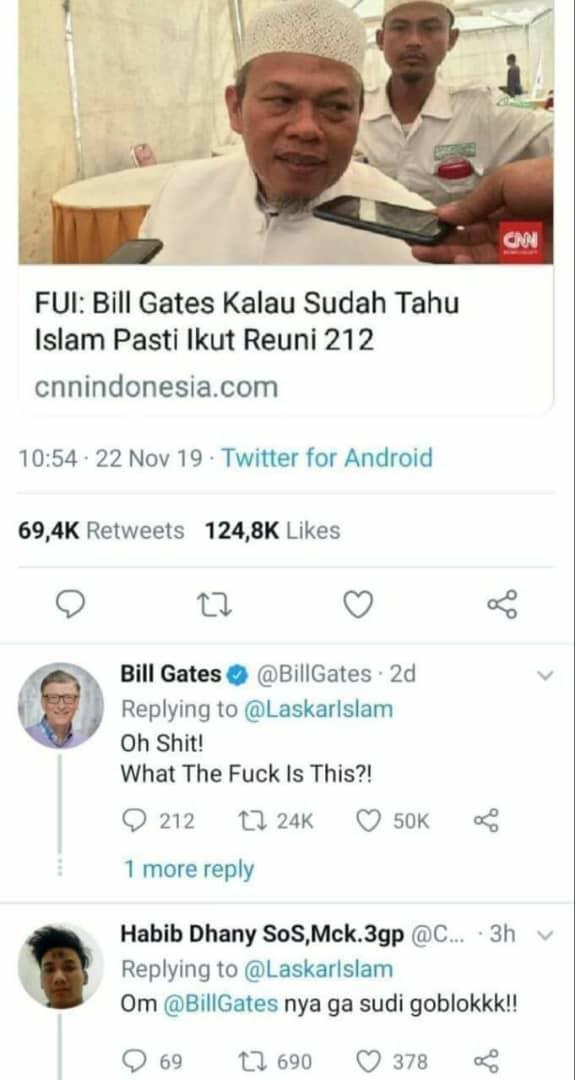 CNN
FUI: Bill Gates Kalau Sudah Tahu
Islam Pasti Ikut Reuni 212
cnnindonesia.com
10:54 · 22 Nov 19 · Twitter for Android
69,4K Retweets 124,8K Likes
Bill Gates @BillGates · 2d
Replying to @LaskarIslam
Oh Shit!
What The Fuck Is This?!
212 24K 50K
1 more reply
Habib Dhany SoS,Mck.3gp @C... · 3h
Replying to @LaskarIslam
Om @BillGates nya ga sudi goblokkk!!
69 690 378